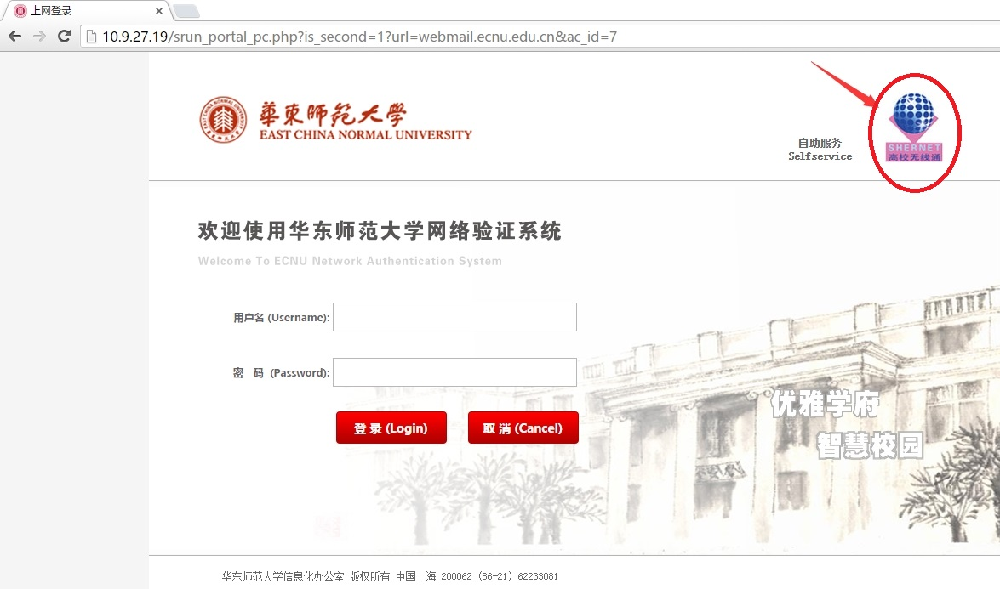 上网登录
10.9.27.19/srun_portal_pc.php?is_second=1?url=webmail.ecnu.edu.cn&ac_id=7
華東師範大學
EAST CHINA NORMAL UNIVERSITY
自助服务
Selfservice
SHERNET
高校无线通
欢迎使用华东师范大学网络验证系统
Welcome To ECNU Network Authentication System
用户名 (Username):
密 码 (Password):
登 录 (Login)
取 消 (Cancel)
优雅学府
智慧校园
华东师范大学信息化办公室 版权所有 中国上海 200062 (86-21) 62233081